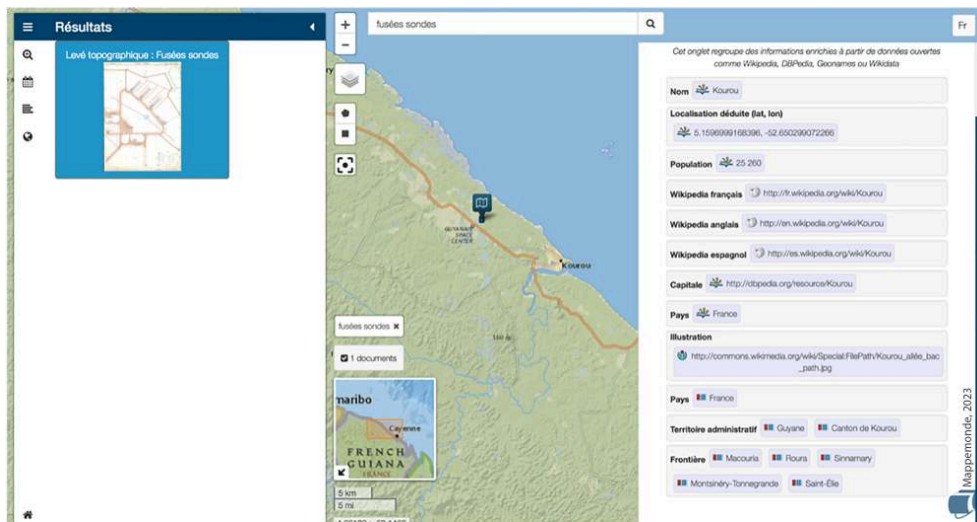 Résultats
Levé topographique : Fusées sondes
+
−
fusées sondes
Fr
GUYANAIS
SPACE
CENTER
Kourou
fusées sondes ✖
1 documents
maribo
Cayenne
FRENCH
GUIANA
FRANCE
5 km
5 mi
Cet onglet regroupe des informations enrichies à partir de données ouvertes
comme Wikipedia, DBPedia, Geonames ou Wikidata
Nom Kourou
Localisation déduite (lat, lon)
5.1596999168396, -52.650299072266
Population 25 260
Wikipedia français http://fr.wikipedia.org/wiki/Kourou
Wikipedia anglais http://en.wikipedia.org/wiki/Kourou
Wikipedia espagnol http://es.wikipedia.org/wiki/Kourou
Capitale http://dbpedia.org/resource/Kourou
Pays France
Illustration
http://commons.wikimedia.org/wiki/Special:FilePath/Kourou_allée_bac
_path.jpg
Pays France
Territoire administratif Guyane Canton de Kourou
Frontière Macouria Roura Sinnamary
Montsinéry-Tonnegrande Saint-Élie
Mappemonde, 2023